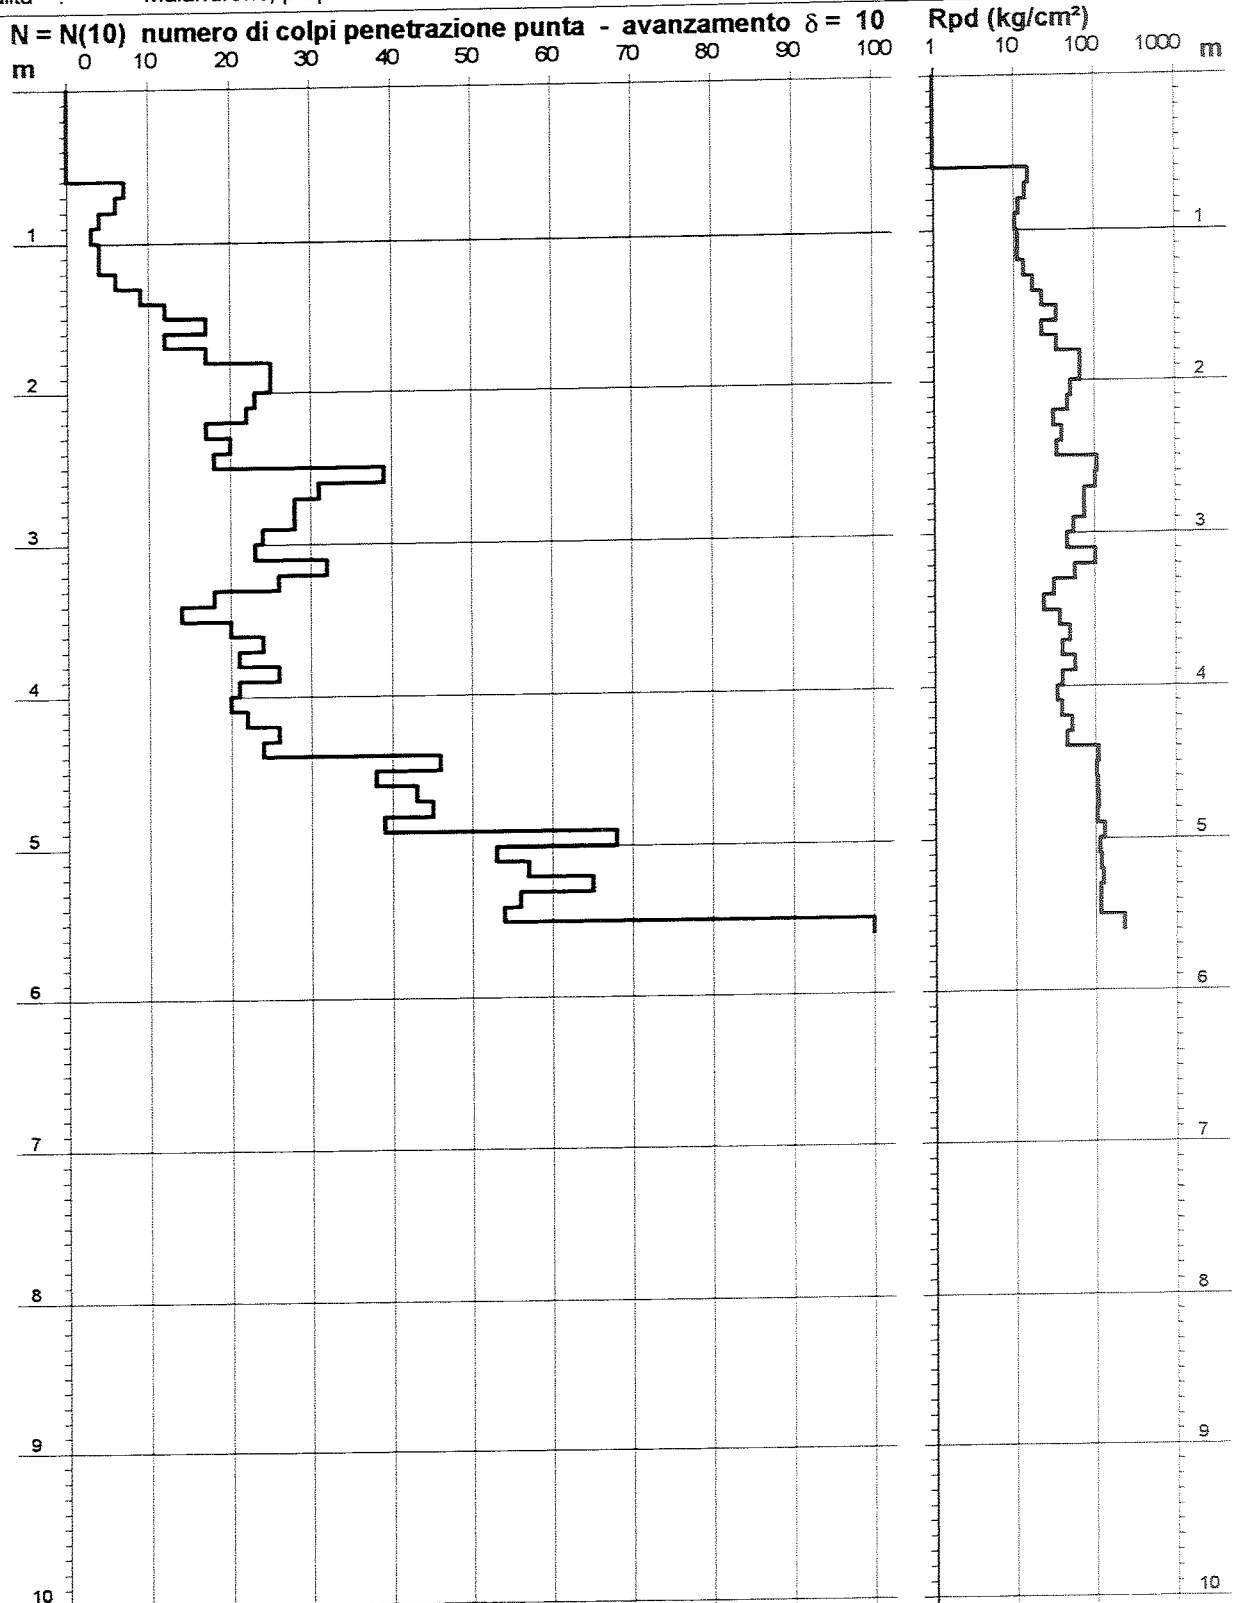 N = N(10) numero di colpi penetrazione punta - avanzamento δ = 10
Rpd (kg/cm²)
m 0 10 20 30 40 50 60 70 80 90 100
1 10 100 1000 m
1 1
2 2
3 3
4 4
5 5
6 6
7 7
8 8
9 9
10 10